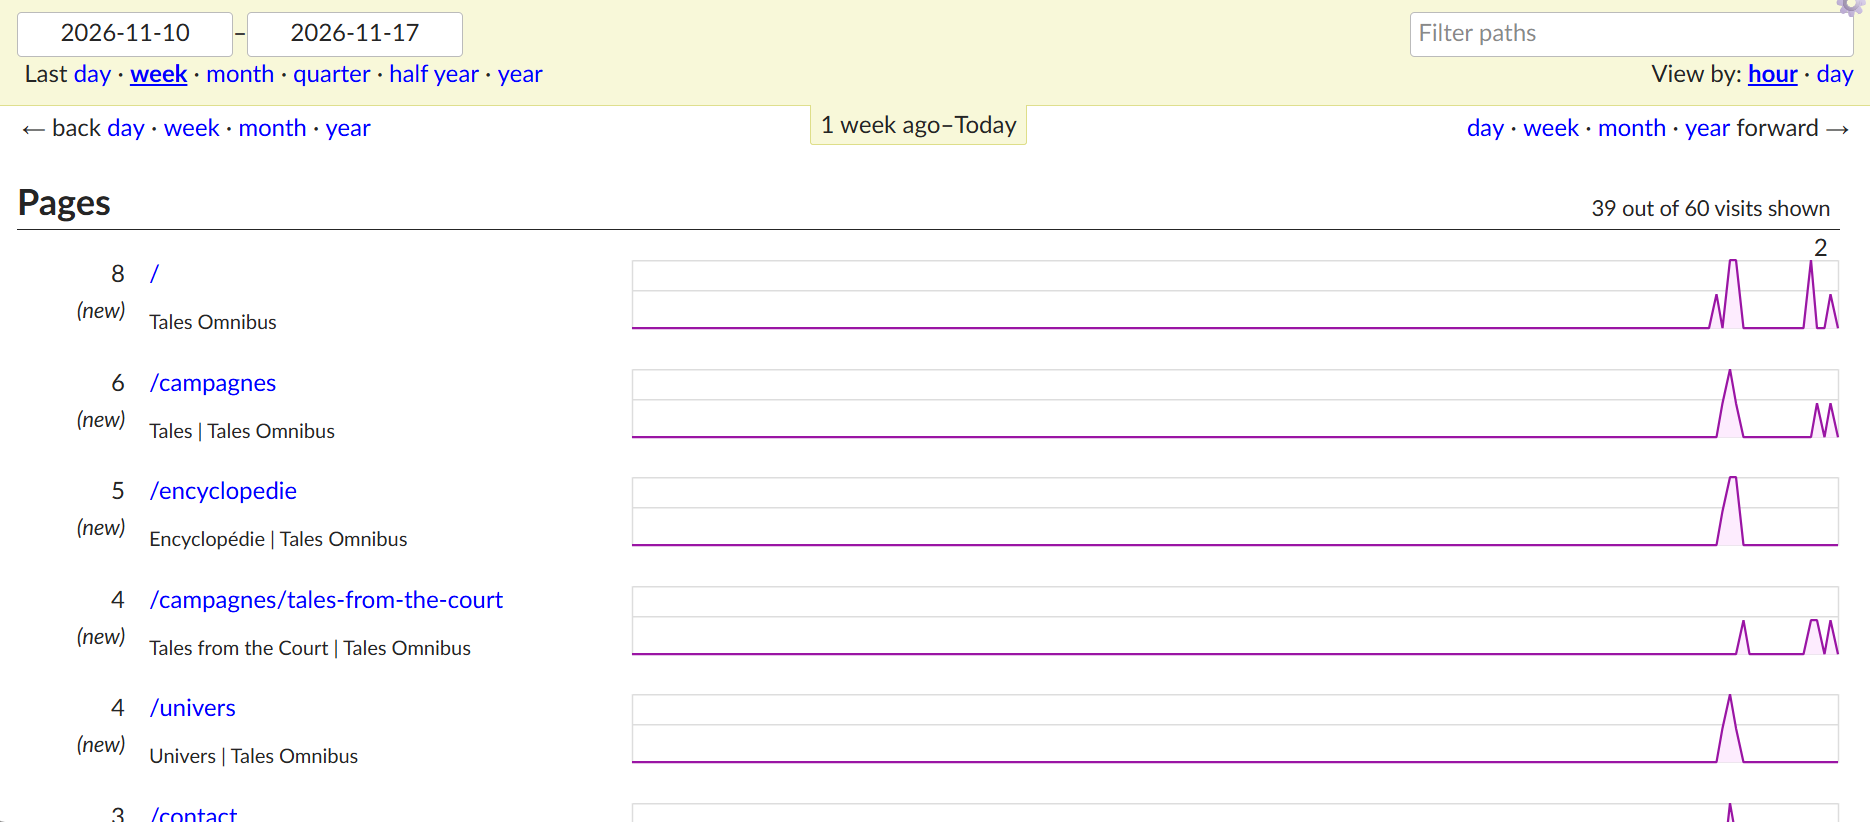 2026-11-10 – 2026-11-17 Filter paths
Last day · week · month · quarter · half year · year View by: hour · day
← back day · week · month · year 1 week ago–Today day · week · month · year forward →
Pages 39 out of 60 visits shown
2
8 /
(new) Tales Omnibus
6 /campagnes
(new) Tales | Tales Omnibus
5 /encyclopedie
(new) Encyclopédie | Tales Omnibus
4 /campagnes/tales-from-the-court
(new) Tales from the Court | Tales Omnibus
4 /univers
(new) Univers | Tales Omnibus
3 /contact